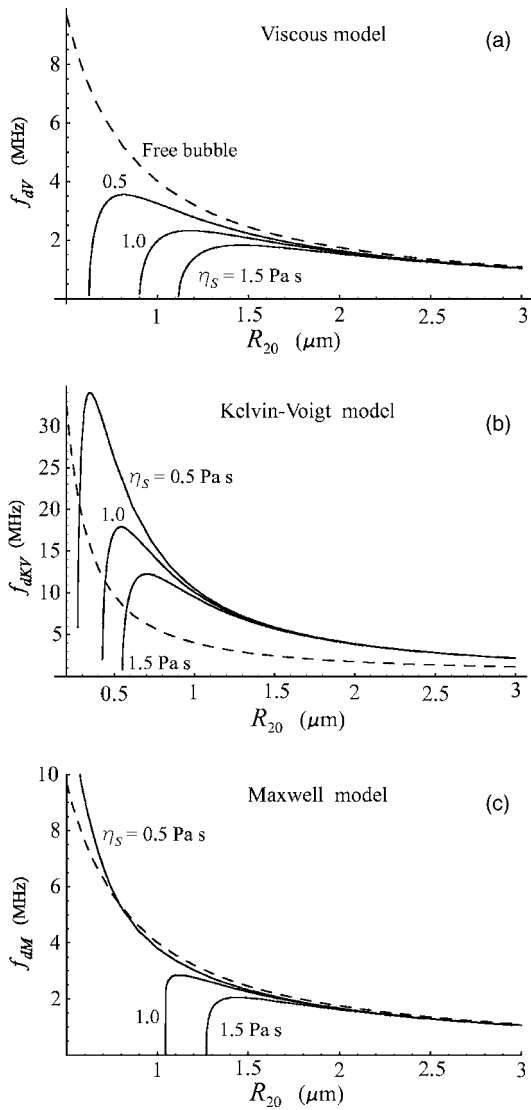 Viscous model
(a)
8
6
4
2
f_dV (MHz)
Free bubble
0.5
1.0
η_S = 1.5 Pa s
1
1.5
2
2.5
3
R_20 (μm)
Kelvin-Voigt model
(b)
30
25
20
15
10
5
f_dKV (MHz)
η_S = 0.5 Pa s
1.0
1.5 Pa s
0.5
1
1.5
2
2.5
3
R_20 (μm)
Maxwell model
(c)
10
8
6
4
2
f_dM (MHz)
η_S = 0.5 Pa s
1.0
1.5 Pa s
1
1.5
2
2.5
3
R_20 (μm)